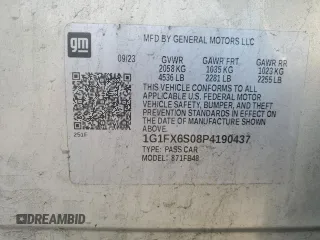 gm
MFD BY GENERAL MOTORS LLC
09/23 GVWR GAWR FRT GAWR RR
2058 KG 1035 KG 1023 KG
4536 LB 2281 LB 2255 LB
THIS VEHICLE CONFORMS TO ALL
APPLICABLE U.S. FEDERAL MOTOR
VEHICLE SAFETY, BUMPER, AND THEFT
PREVENTION STANDARDS IN EFFECT ON
THE DATE OF MANUFACTURE SHOWN ABOVE.
1G1FX6S08P4190437
TYPE: PASS CAR
MODEL: 871FB48
DREAMBID